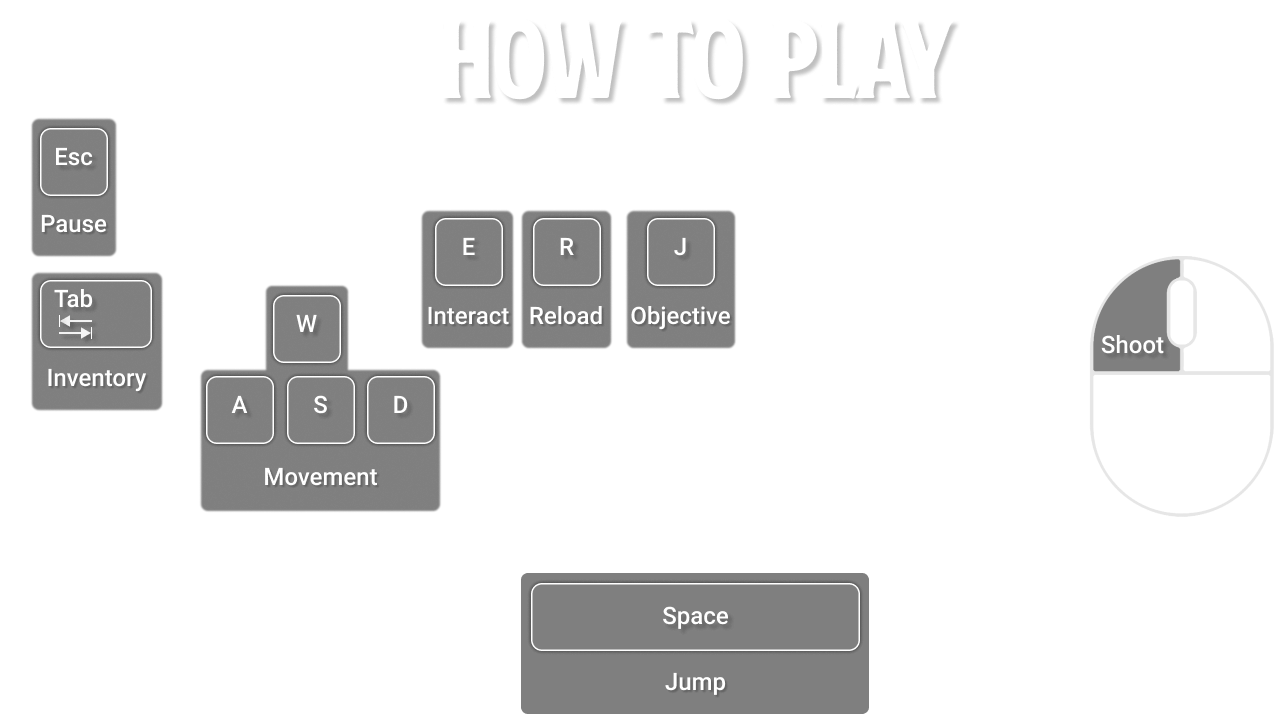 HOW TO PLAY
Esc
Pause
Tab
Inventory
W
A S D
Movement
E
Interact
R
Reload
J
Objective
Shoot
Space
Jump